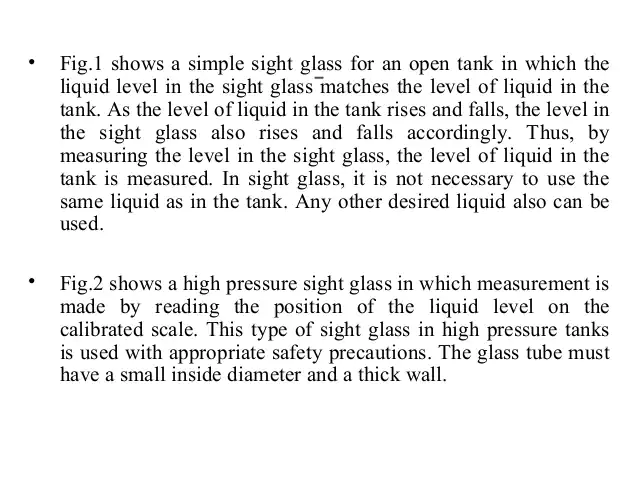 • Fig.1 shows a simple sight glass for an open tank in which the
liquid level in the sight glass matches the level of liquid in the
tank. As the level of liquid in the tank rises and falls, the level in
the sight glass also rises and falls accordingly. Thus, by
measuring the level in the sight glass, the level of liquid in the
tank is measured. In sight glass, it is not necessary to use the
same liquid as in the tank. Any other desired liquid also can be
used.
• Fig.2 shows a high pressure sight glass in which measurement is
made by reading the position of the liquid level on the
calibrated scale. This type of sight glass in high pressure tanks
is used with appropriate safety precautions. The glass tube must
have a small inside diameter and a thick wall.